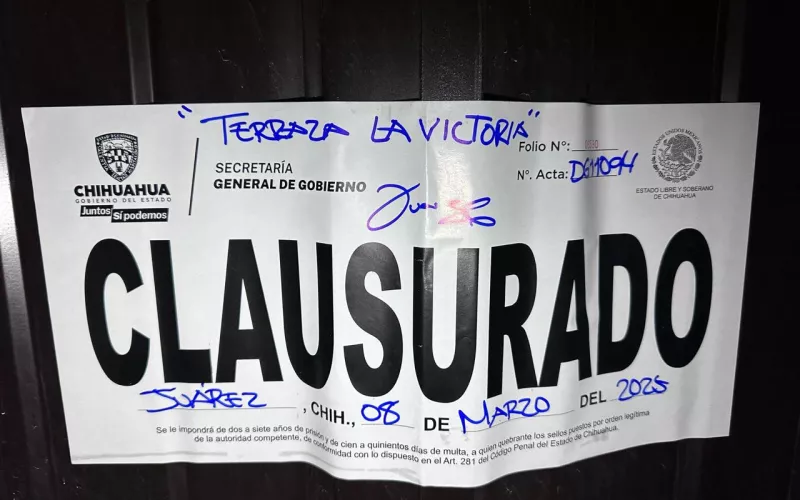 "TERRAZA LA VICTORIA"
CHIHUAHUA
GOBIERNO DEL ESTADO
Juntos Sí podemos
SECRETARÍA
GENERAL DE GOBIERNO
Folio N°:
N°. Acta: DG11094
ESTADO LIBRE Y SOBERANO
DE CHIHUAHUA
CLAUSURADO
JUÁREZ, CHIH., 08 DE MARZO DEL 2025
Se le impondrá de dos a siete años de prisión y de cien a quinientos días de multa, a quien quebrante los sellos puestos por orden legítima
de la autoridad competente, de conformidad con lo dispuesto en el Art. 281 del Código Penal del Estado de Chihuahua.